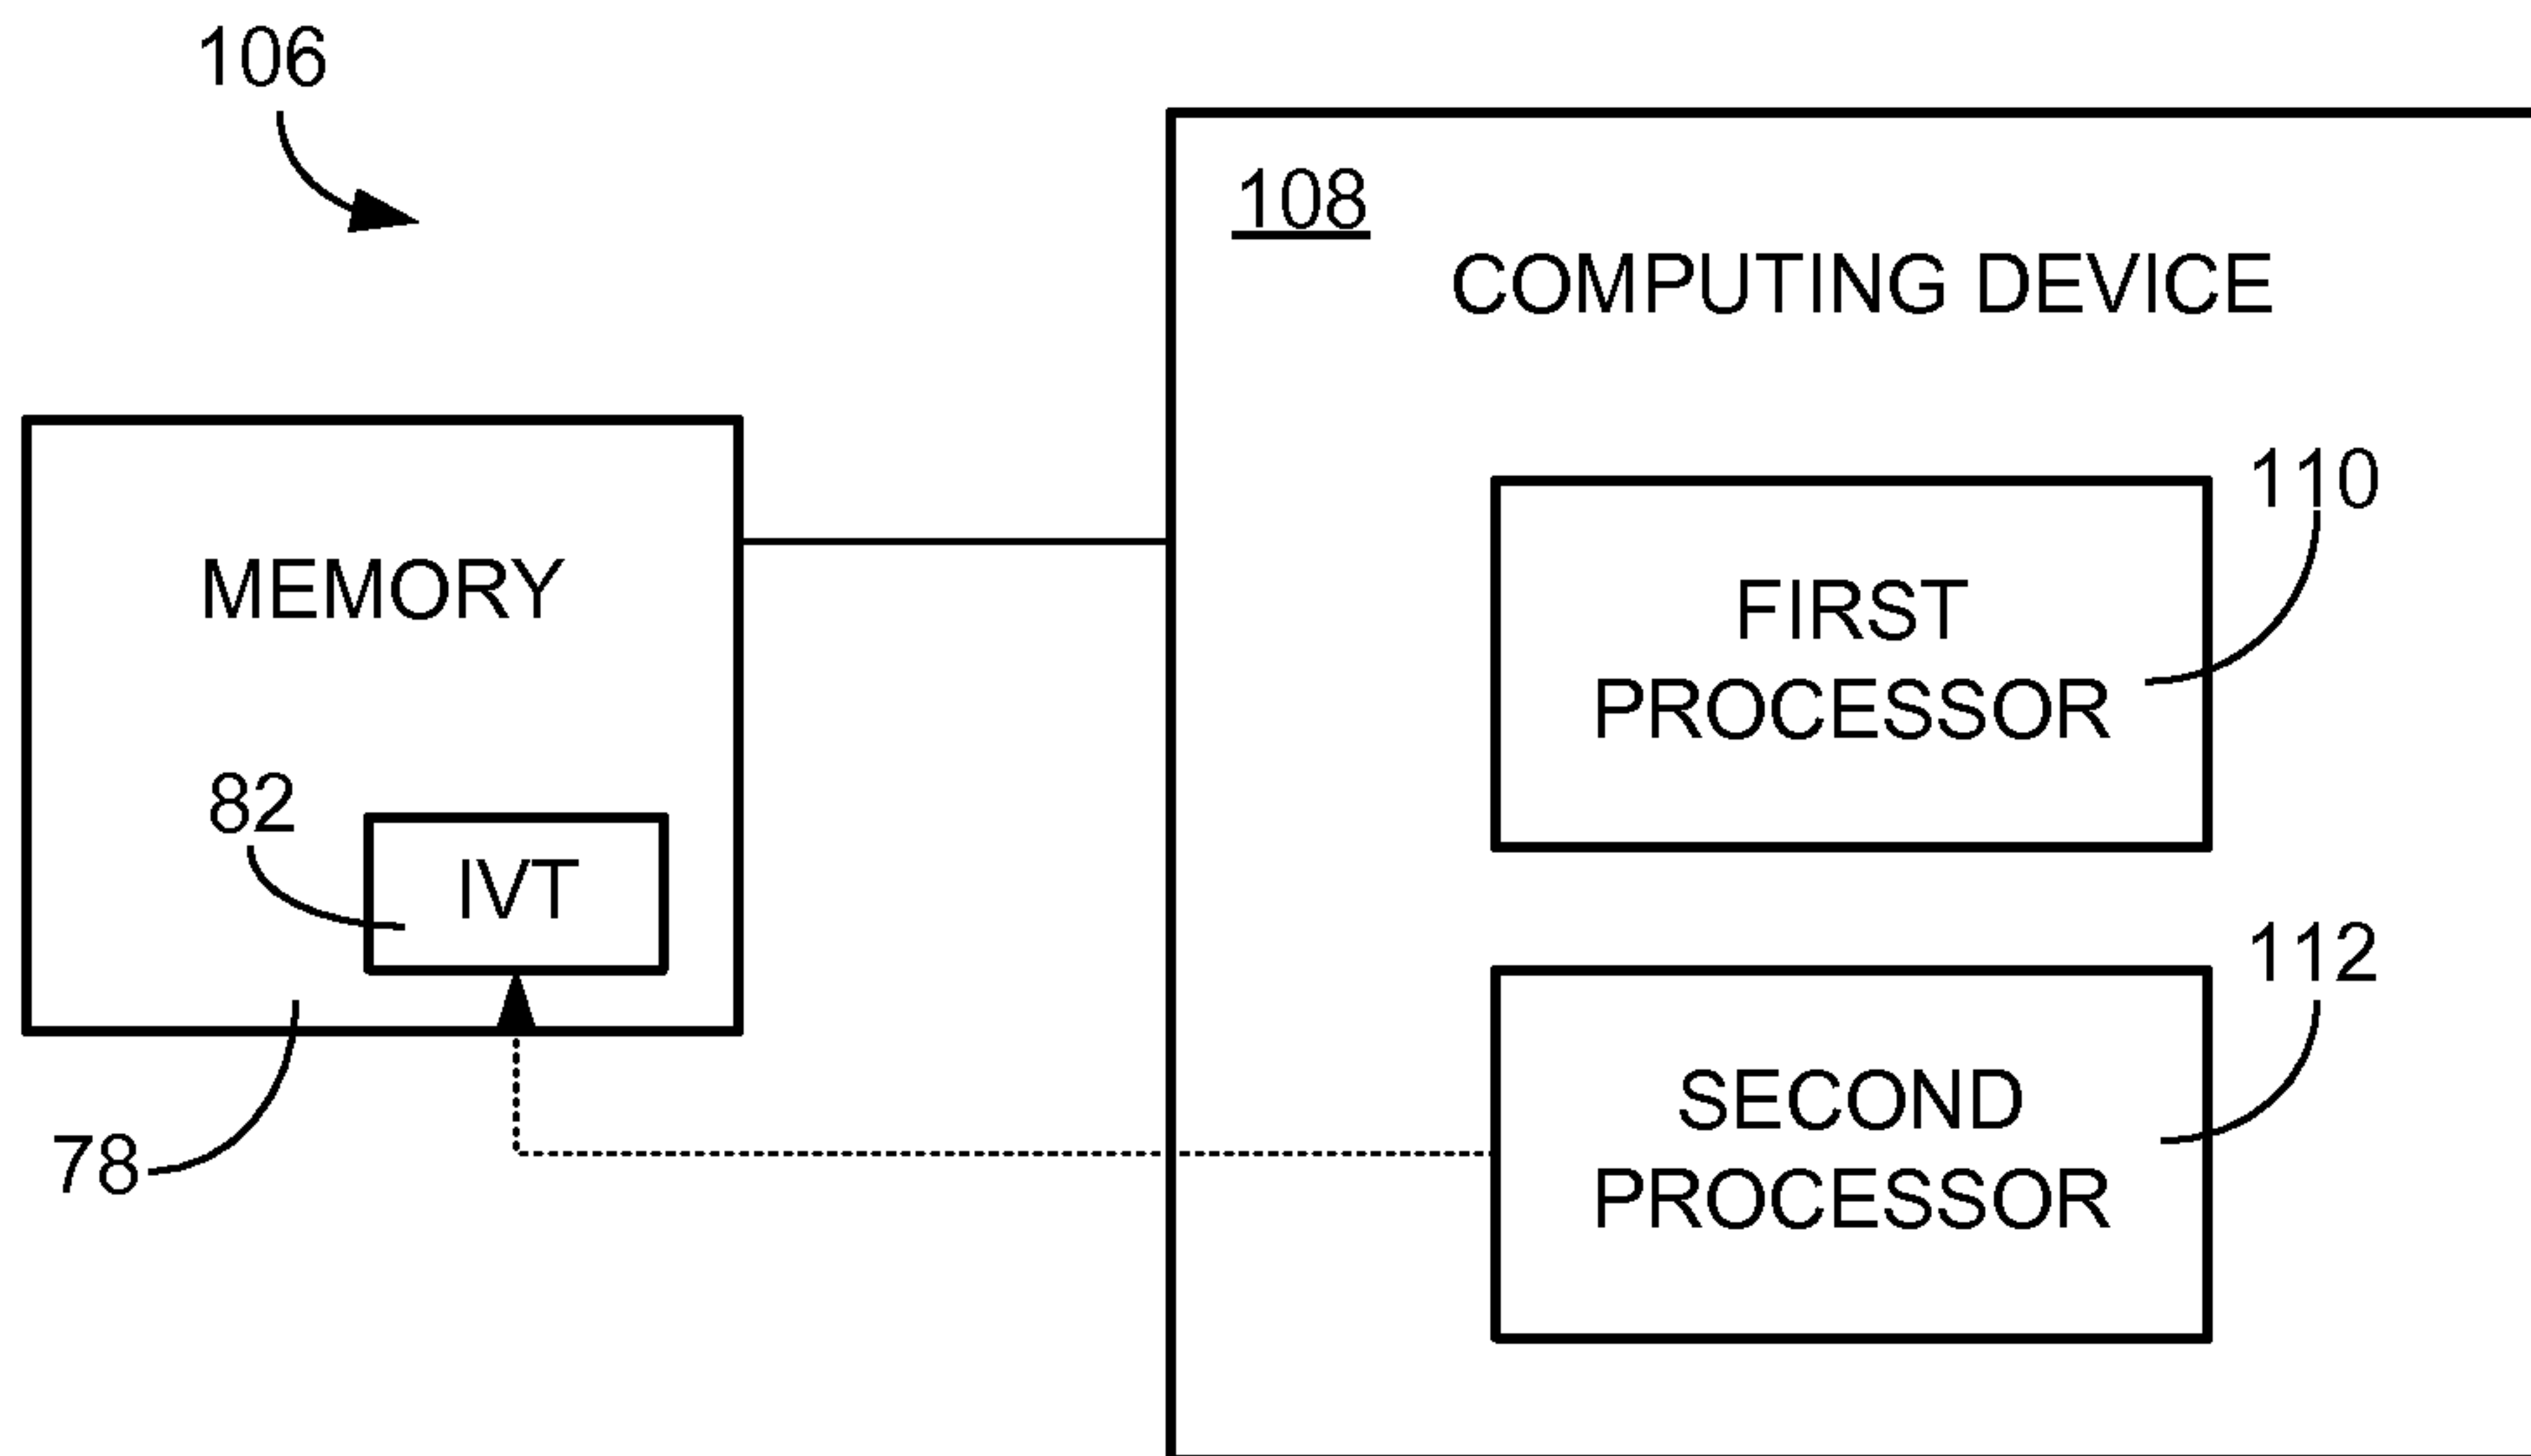 106
108
COMPUTING DEVICE
MEMORY
110
FIRST
PROCESSOR
82
IVT
112
SECOND
PROCESSOR
78